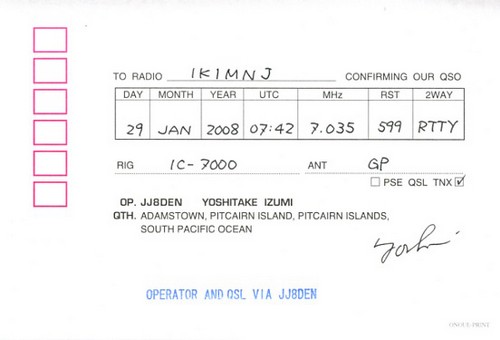 TO RADIO IK1MNJ CONFIRMING OUR QSO
DAY MONTH YEAR UTC MHz RST 2WAY
29 JAN 2008 07:42 7.035 599 RTTY
RIG IC-7000 ANT GP
PSE QSL TNX
OP. JJ8DEN YOSHITAKE IZUMI
QTH. ADAMSTOWN, PITCAIRN ISLAND, PITCAIRN ISLANDS,
SOUTH PACIFIC OCEAN
Yoshi
OPERATOR AND QSL VIA JJ8DEN
ONOUE PRINT